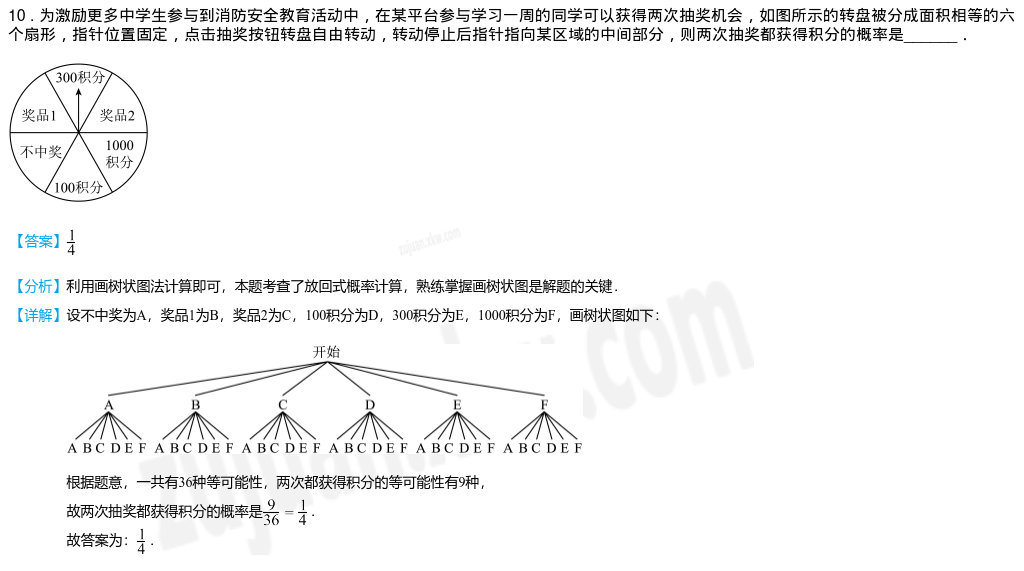 10．为激励更多中学生参与到消防安全教育活动中，在某平台参与学习一周的同学可以获得两次抽奖机会，如图所示的转盘被分成面积相等的六
个扇形，指针位置固定，点击抽奖按钮转盘自由转动，转动停止后指针指向某区域的中间部分，则两次抽奖都获得积分的概率是______．
300积分
奖品1 奖品2
不中奖 1000
积分
100积分
【答案】1/4
zujuan.xkw.com
【分析】利用画树状图法计算即可，本题考查了放回式概率计算，熟练掌握画树状图是解题的关键．
【详解】设不中奖为A，奖品1为B，奖品2为C，100积分为D，300积分为E，1000积分为F，画树状图如下：
开始
A B C D E F
A B C D E F A B C D E F A B C D E F A B C D E F A B C D E F A B C D E F
根据题意，一共有36种等可能性，两次都获得积分的等可能性有9种，
故两次抽奖都获得积分的概率是9/36=1/4．
故答案为：1/4．
zujuan.xkw.com